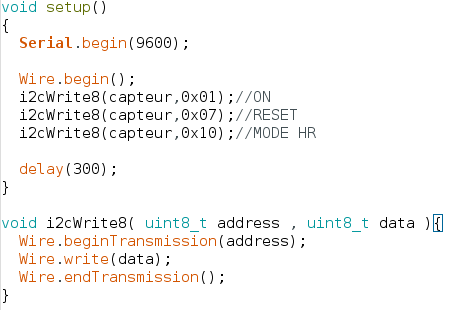 void setup()
{
  Serial.begin(9600);

  Wire.begin();
  i2cWrite8(capteur,0x01);//ON
  i2cWrite8(capteur,0x07);//RESET
  i2cWrite8(capteur,0x10);//MODE HR

  delay(300);
}

void i2cWrite8( uint8_t address , uint8_t data ){
  Wire.beginTransmission(address);
  Wire.write(data);
  Wire.endTransmission();
}